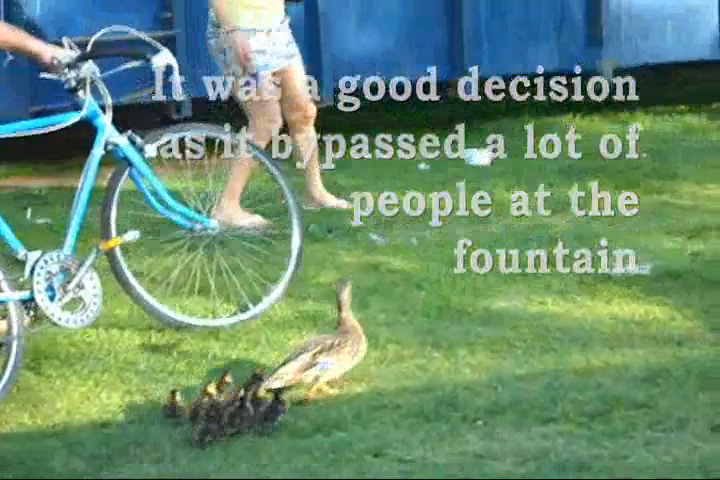 It was a good decision
as it bypassed a lot of
people at the
fountain